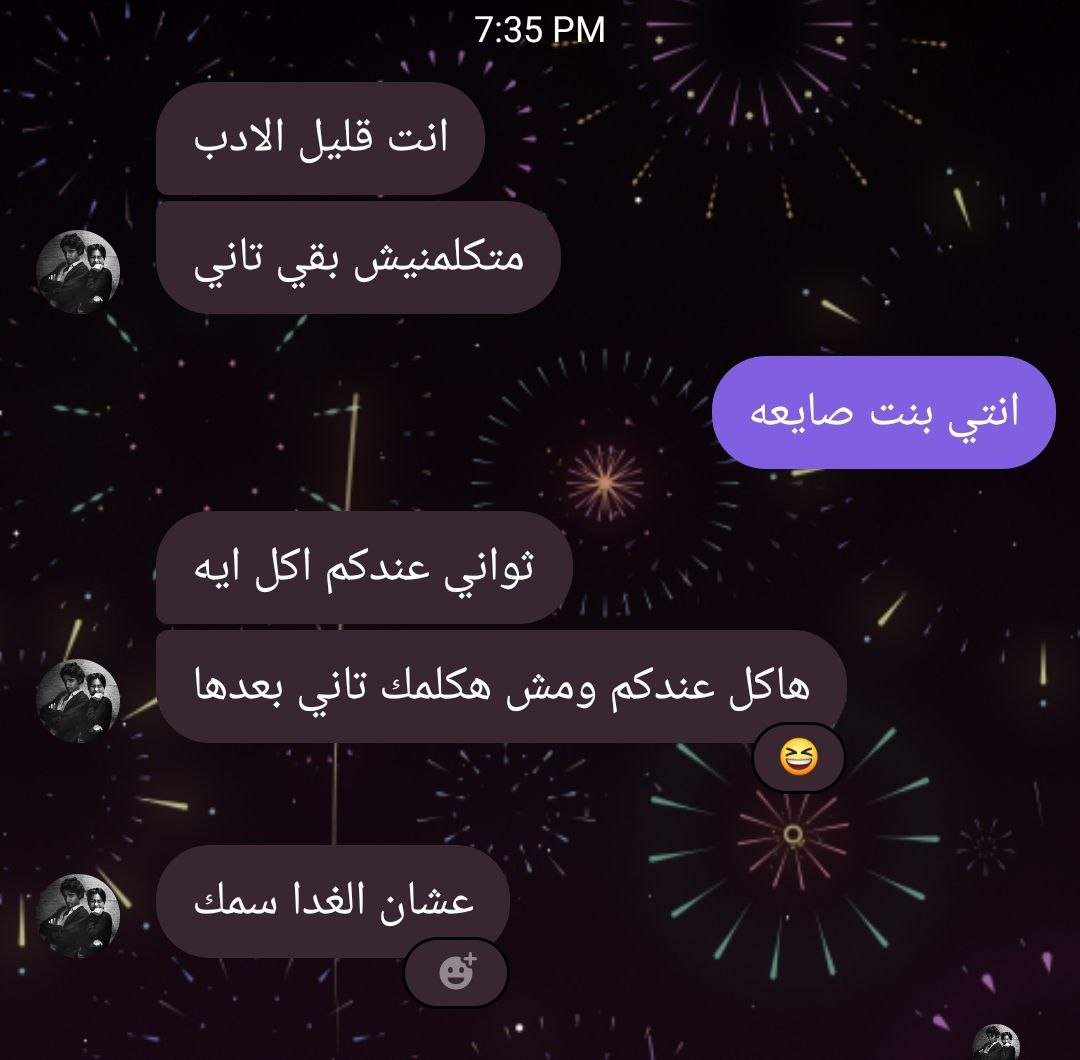 7:35 PM
انت قليل الادب
متكلمنيش بقي تاني
انتي بنت صايعه
ثواني عندكم اكل ايه
هاكل عندكم ومش هكلمك تاني بعدها
عشان الغدا سمك